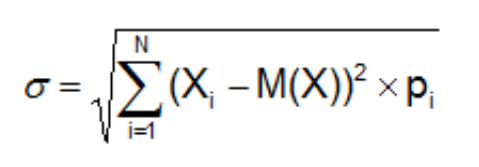 σ = √∑_{i=1}^{N} (X_i − M(X))² × p_i